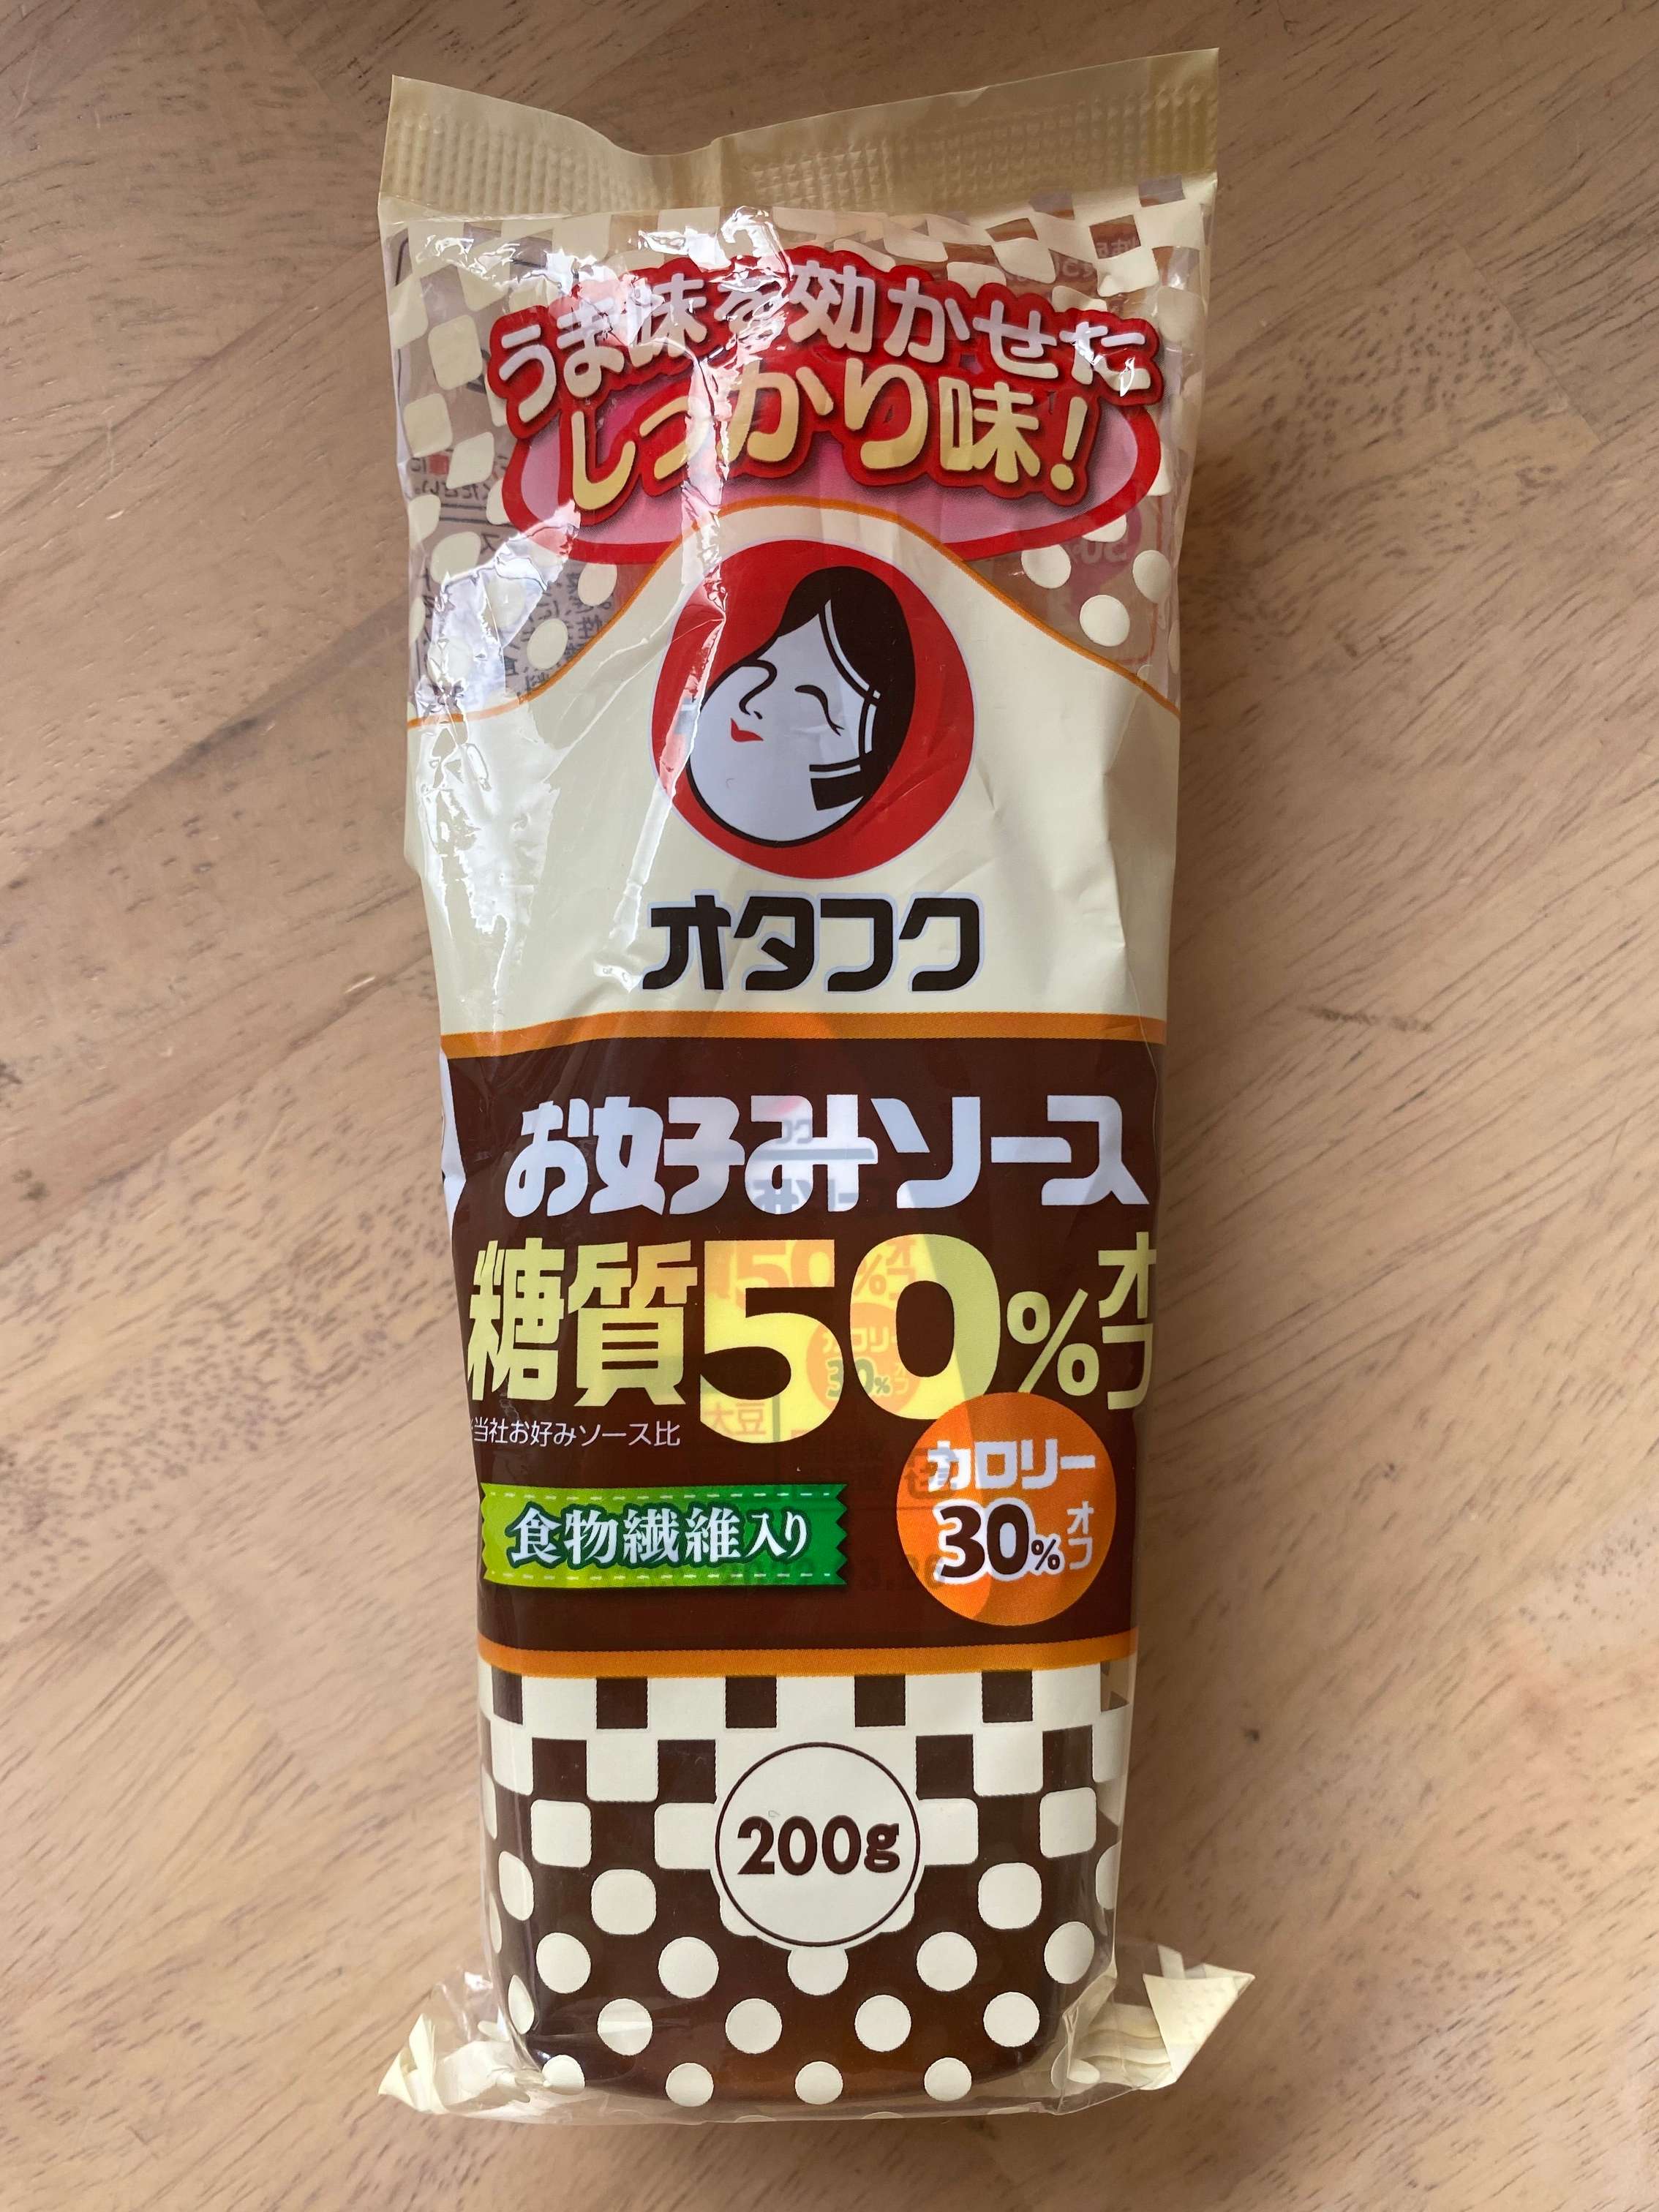 うま味を効かせた
しっかり味!
オタフク
お好みソース
糖質50%オフ
当社お好みソース比
カロリー
30%オフ
食物繊維入り
200g